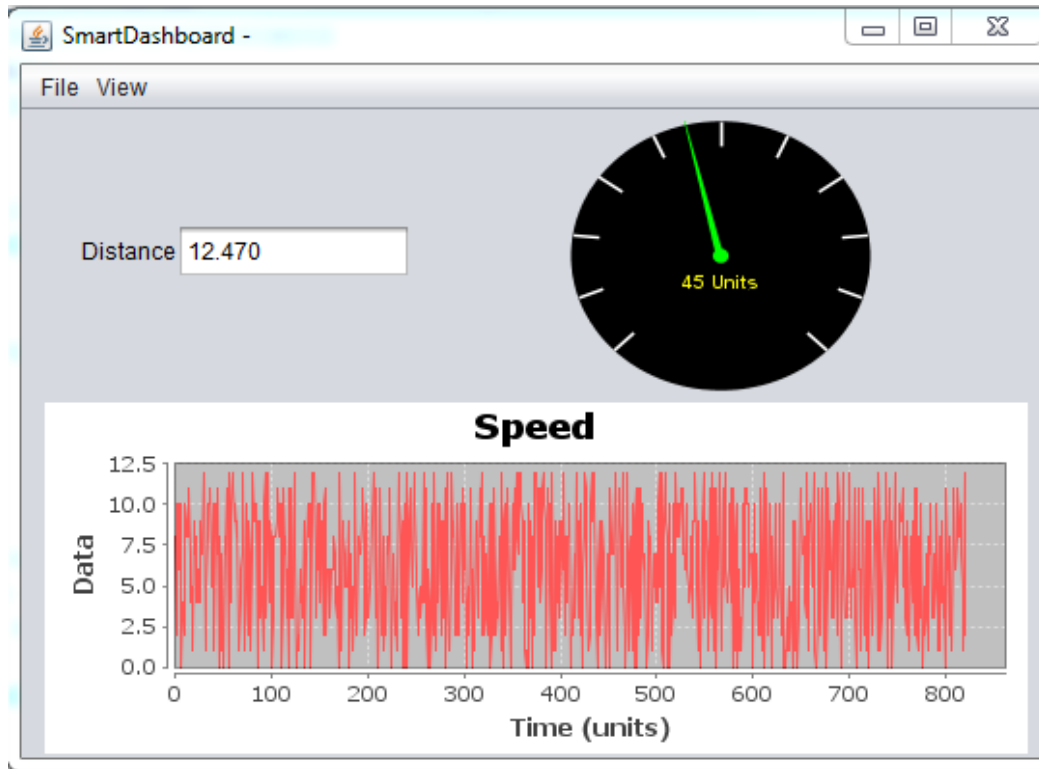 SmartDashboard -
File View
Distance 12.470
45 Units
Speed
Data
12.5
10.0
7.5
5.0
2.5
0.0
0 100 200 300 400 500 600 700 800
Time (units)